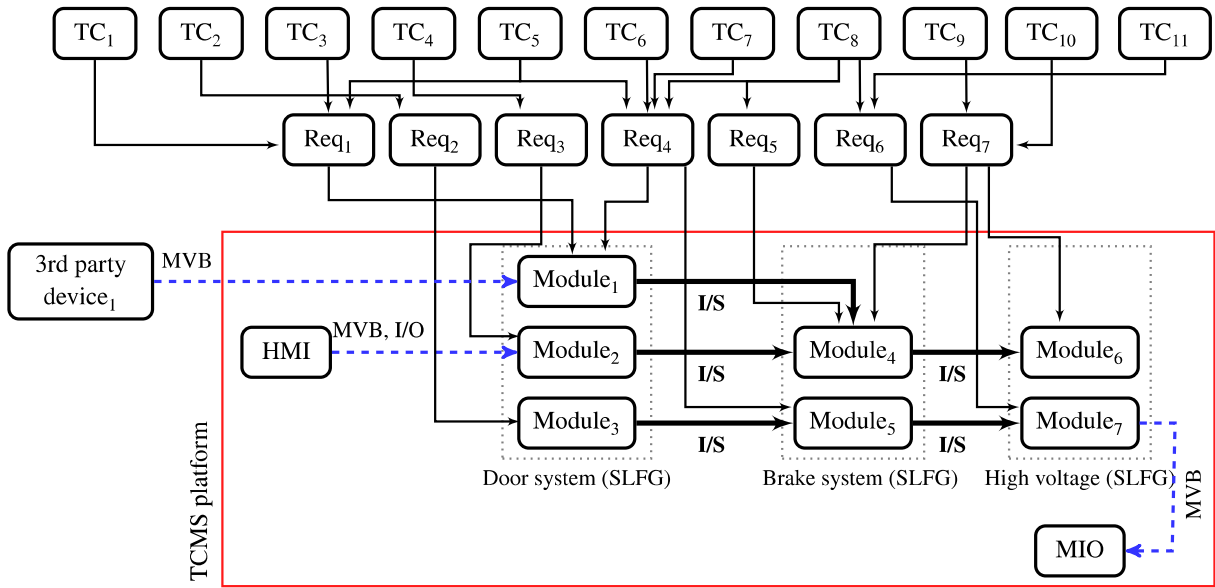 TC₁ TC₂ TC₃ TC₄ TC₅ TC₆ TC₇ TC₈ TC₉ TC₁₀ TC₁₁
Req₁ Req₂ Req₃ Req₄ Req₅ Req₆ Req₇
3rd party
device₁
MVB
Module₁
I/S
HMI
MVB, I/O
Module₂
I/S
Module₄
I/S
Module₆
Module₃
I/S
Module₅
I/S
Module₇
Door system (SLFG)
Brake system (SLFG)
High voltage (SLFG)
MVB
TCMS platform
MIO